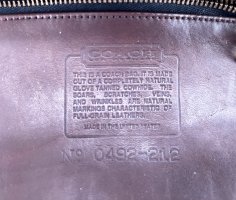 COACH
THIS IS A COACH BAG. IT IS MADE
OUT OF A COMPLETELY NATURAL
GLOVE TANNED COWHIDE. THE
SCARS, SCRATCHES, VEINS,
AND WRINKLES ARE NATURAL
MARKINGS CHARACTERISTIC OF
FULL GRAIN LEATHERS.
MADE IN THE UNITED STATES
Nº 0492-212